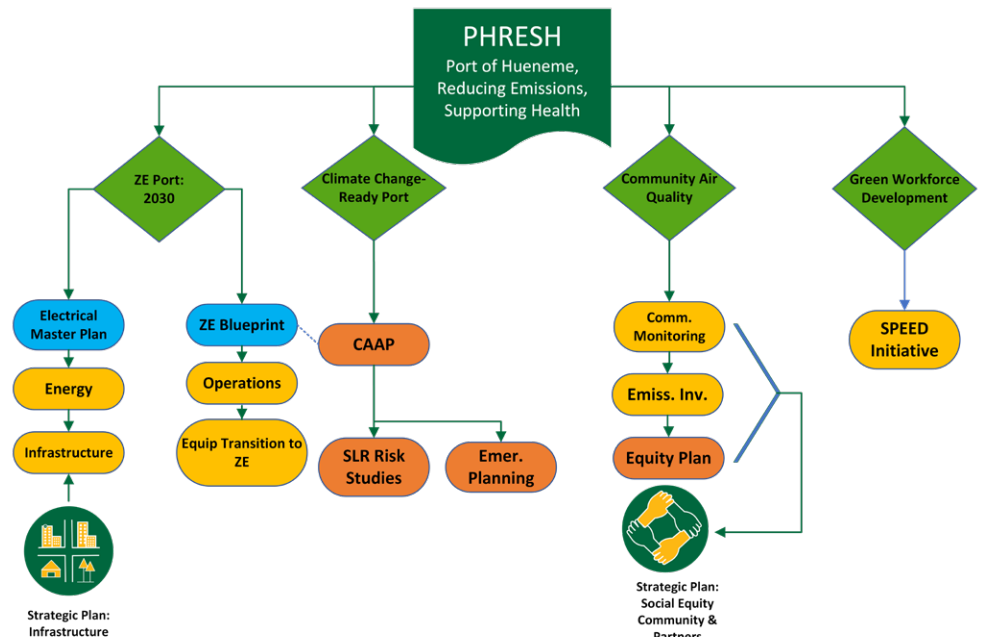 PHRESH
Port of Hueneme,
Reducing Emissions,
Supporting Health
ZE Port:
2030
Climate Change-
Ready Port
Community Air
Quality
Green Workforce
Development
Electrical
Master Plan
Energy
Infrastructure
Strategic Plan:
Infrastructure
ZE Blueprint
Operations
Equip Transition to
ZE
CAAP
SLR Risk
Studies
Emer.
Planning
Comm.
Monitoring
Emiss. Inv.
Equity Plan
Strategic Plan:
Social Equity
Community &
Partners
SPEED
Initiative